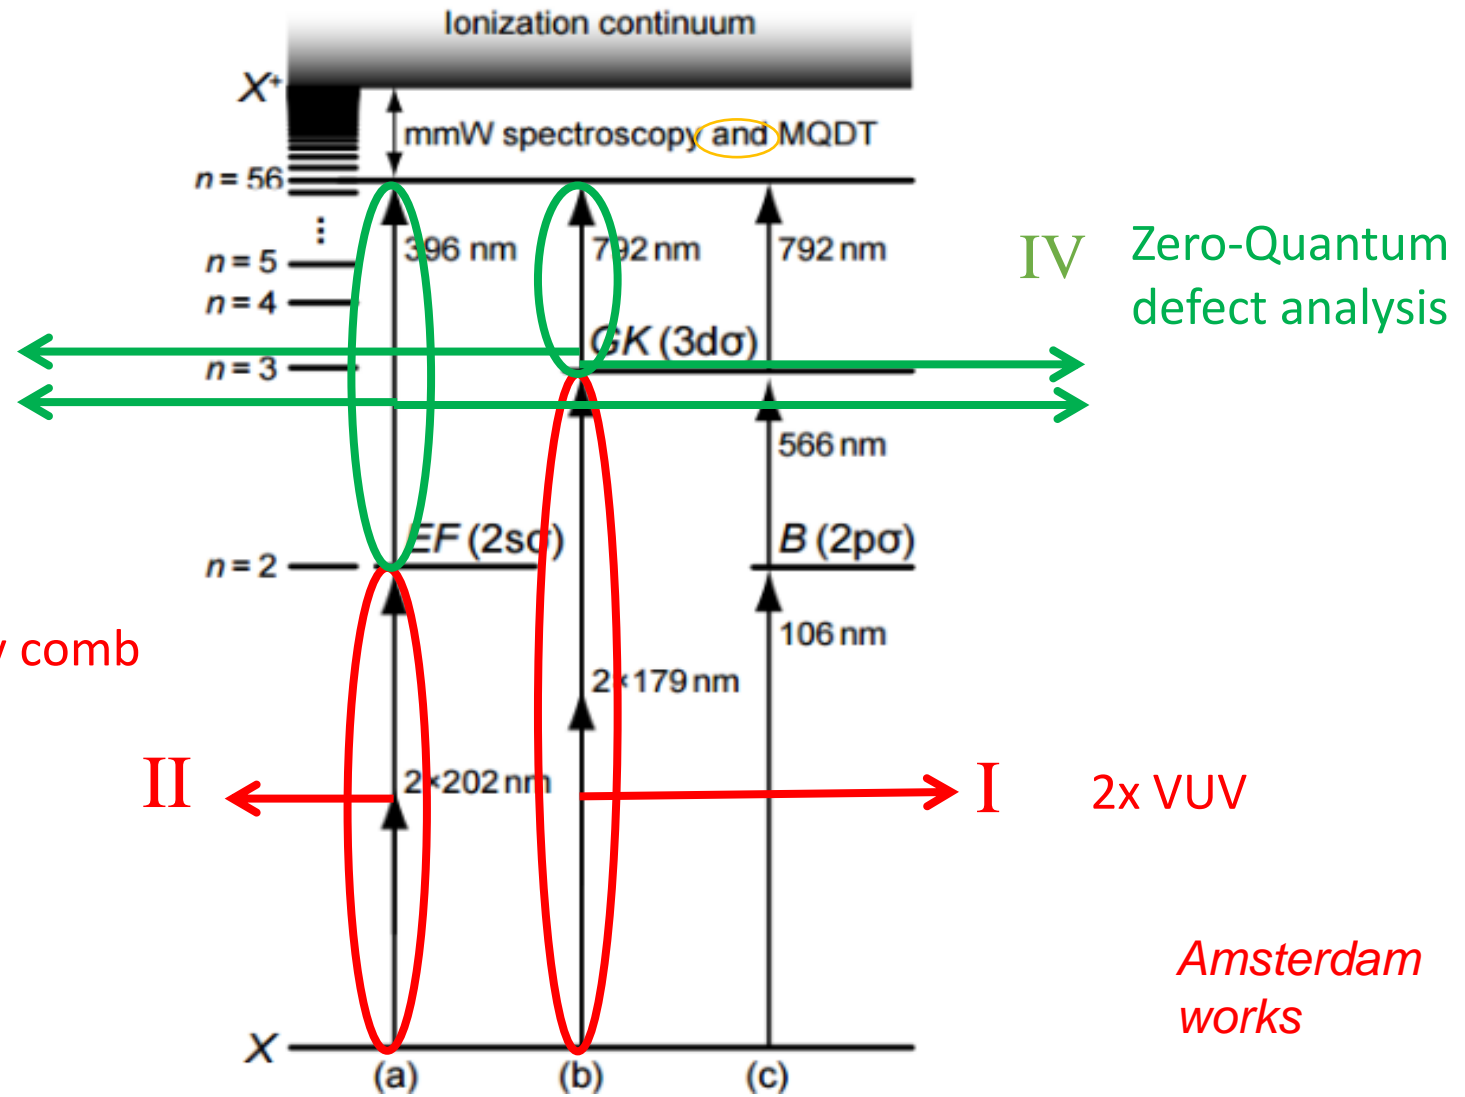 Ionization continuum
X⁺
mmW spectroscopy and MQDT
n = 56
396 nm
792 nm
792 nm
IV
Zero-Quantum
defect analysis
n = 5
n = 4
GK (3dσ)
n = 3
566 nm
EF (2sσ)
B (2pσ)
n = 2
106 nm
comb
2×179 nm
II
2×202 nm
I
2x VUV
Amsterdam
works
X
(a)
(b)
(c)